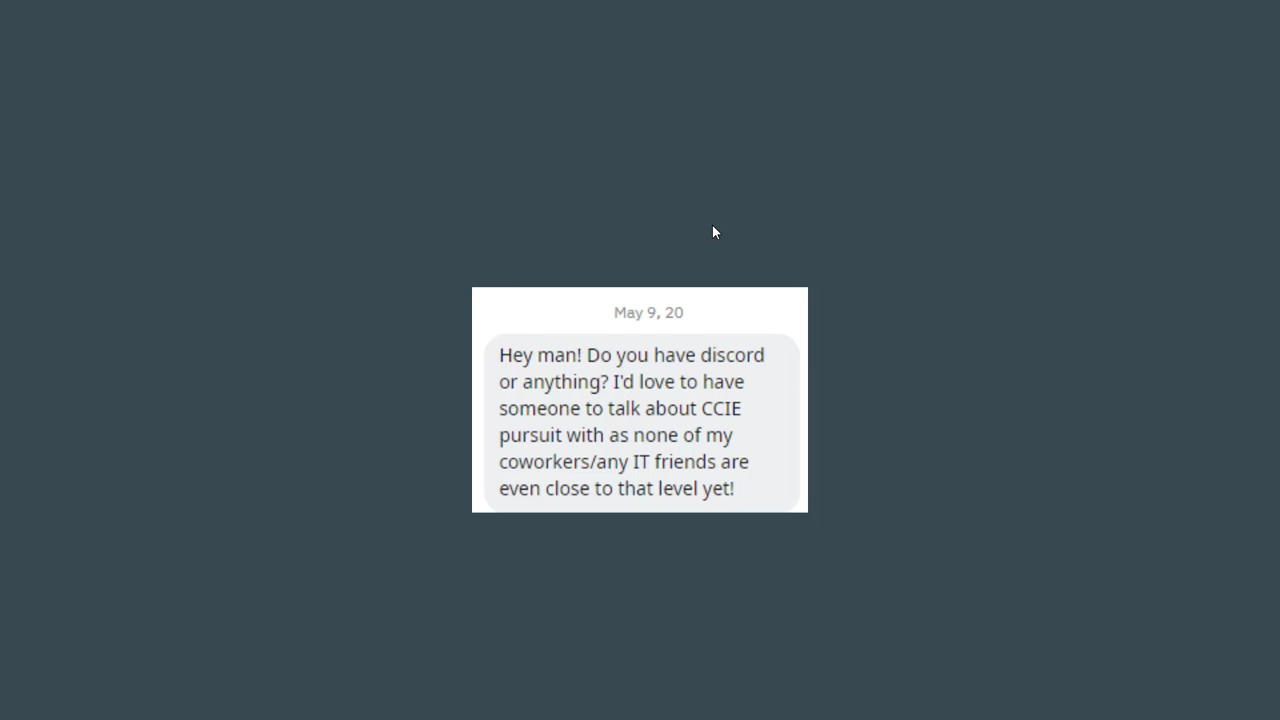 May 9, 20
Hey man! Do you have discord
or anything? I'd love to have
someone to talk about CCIE
pursuit with as none of my
coworkers/any IT friends are
even close to that level yet!